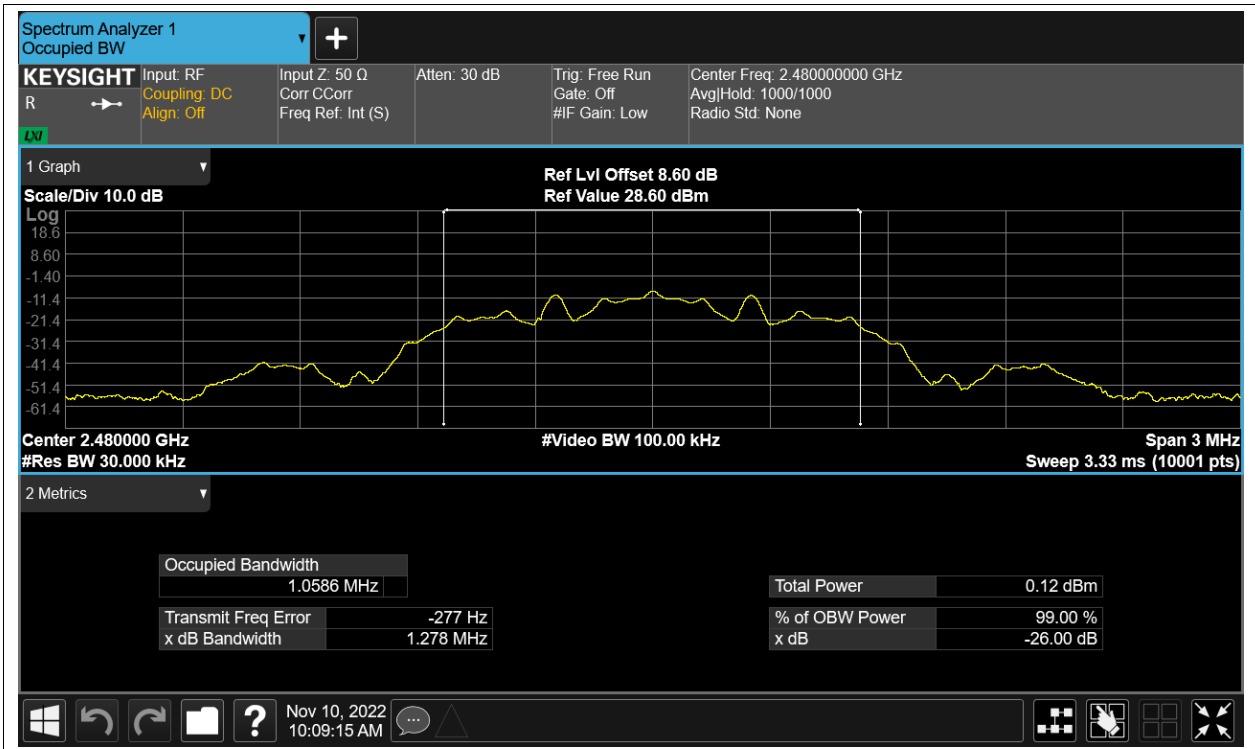 Spectrum Analyzer 1
Occupied BW
KEYSIGHT
R
LXI
Input: RF
Coupling: DC
Align: Off
Input Z: 50 Ω
Corr CCorr
Freq Ref: Int (S)
Atten: 30 dB
Trig: Free Run
Gate: Off
#IF Gain: Low
Center Freq: 2.480000000 GHz
Avg|Hold: 1000/1000
Radio Std: None
1 Graph
Scale/Div 10.0 dB
Ref Lvl Offset 8.60 dB
Ref Value 28.60 dBm
Log
18.6
8.60
-1.40
-11.4
-21.4
-31.4
-41.4
-51.4
-61.4
Center 2.480000 GHz
#Res BW 30.000 kHz
#Video BW 100.00 kHz
Span 3 MHz
Sweep 3.33 ms (10001 pts)
2 Metrics
Occupied Bandwidth
1.0586 MHz
Transmit Freq Error -277 Hz
x dB Bandwidth 1.278 MHz
Total Power 0.12 dBm
% of OBW Power 99.00 %
x dB -26.00 dB
?
Nov 10, 2022
10:09:15 AM